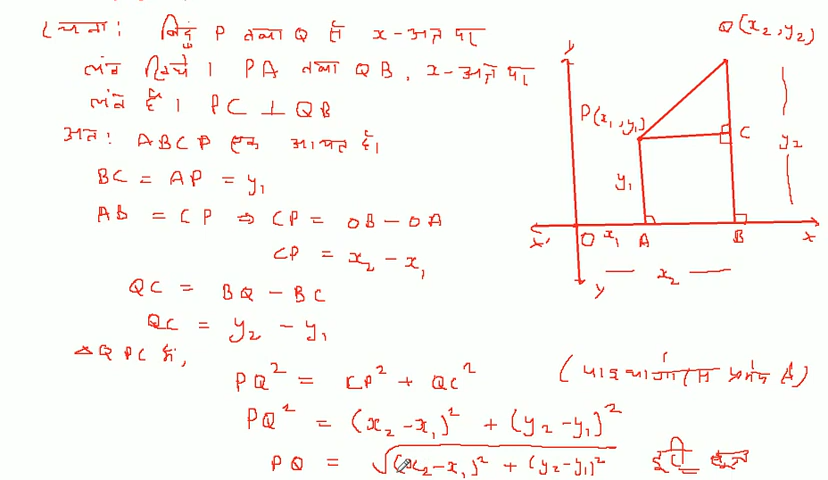 रचना: बिंदु P तथा Q से x-अक्ष पर
लंब खिंचे। PA तथा QB, x-अक्ष पर
लंब है। PC ⊥ QB
अत: ABCP एक आयत है।
BC = AP = y₁
AB = CP ⇒ CP = OB - OA
CP = x₂ - x₁
QC = BQ - BC
QC = y₂ - y₁
△QPC में,
PQ² = CP² + QC²
PQ² = (x₂-x₁)² + (y₂-y₁)²
PQ = √(x₂-x₁)² + (y₂-y₁)² दूरी सूत्र
Q(x₂,y₂)
y
P(x₁,y₁)
C
y₂
y₁
x' O x₁ A B x
x₂
y